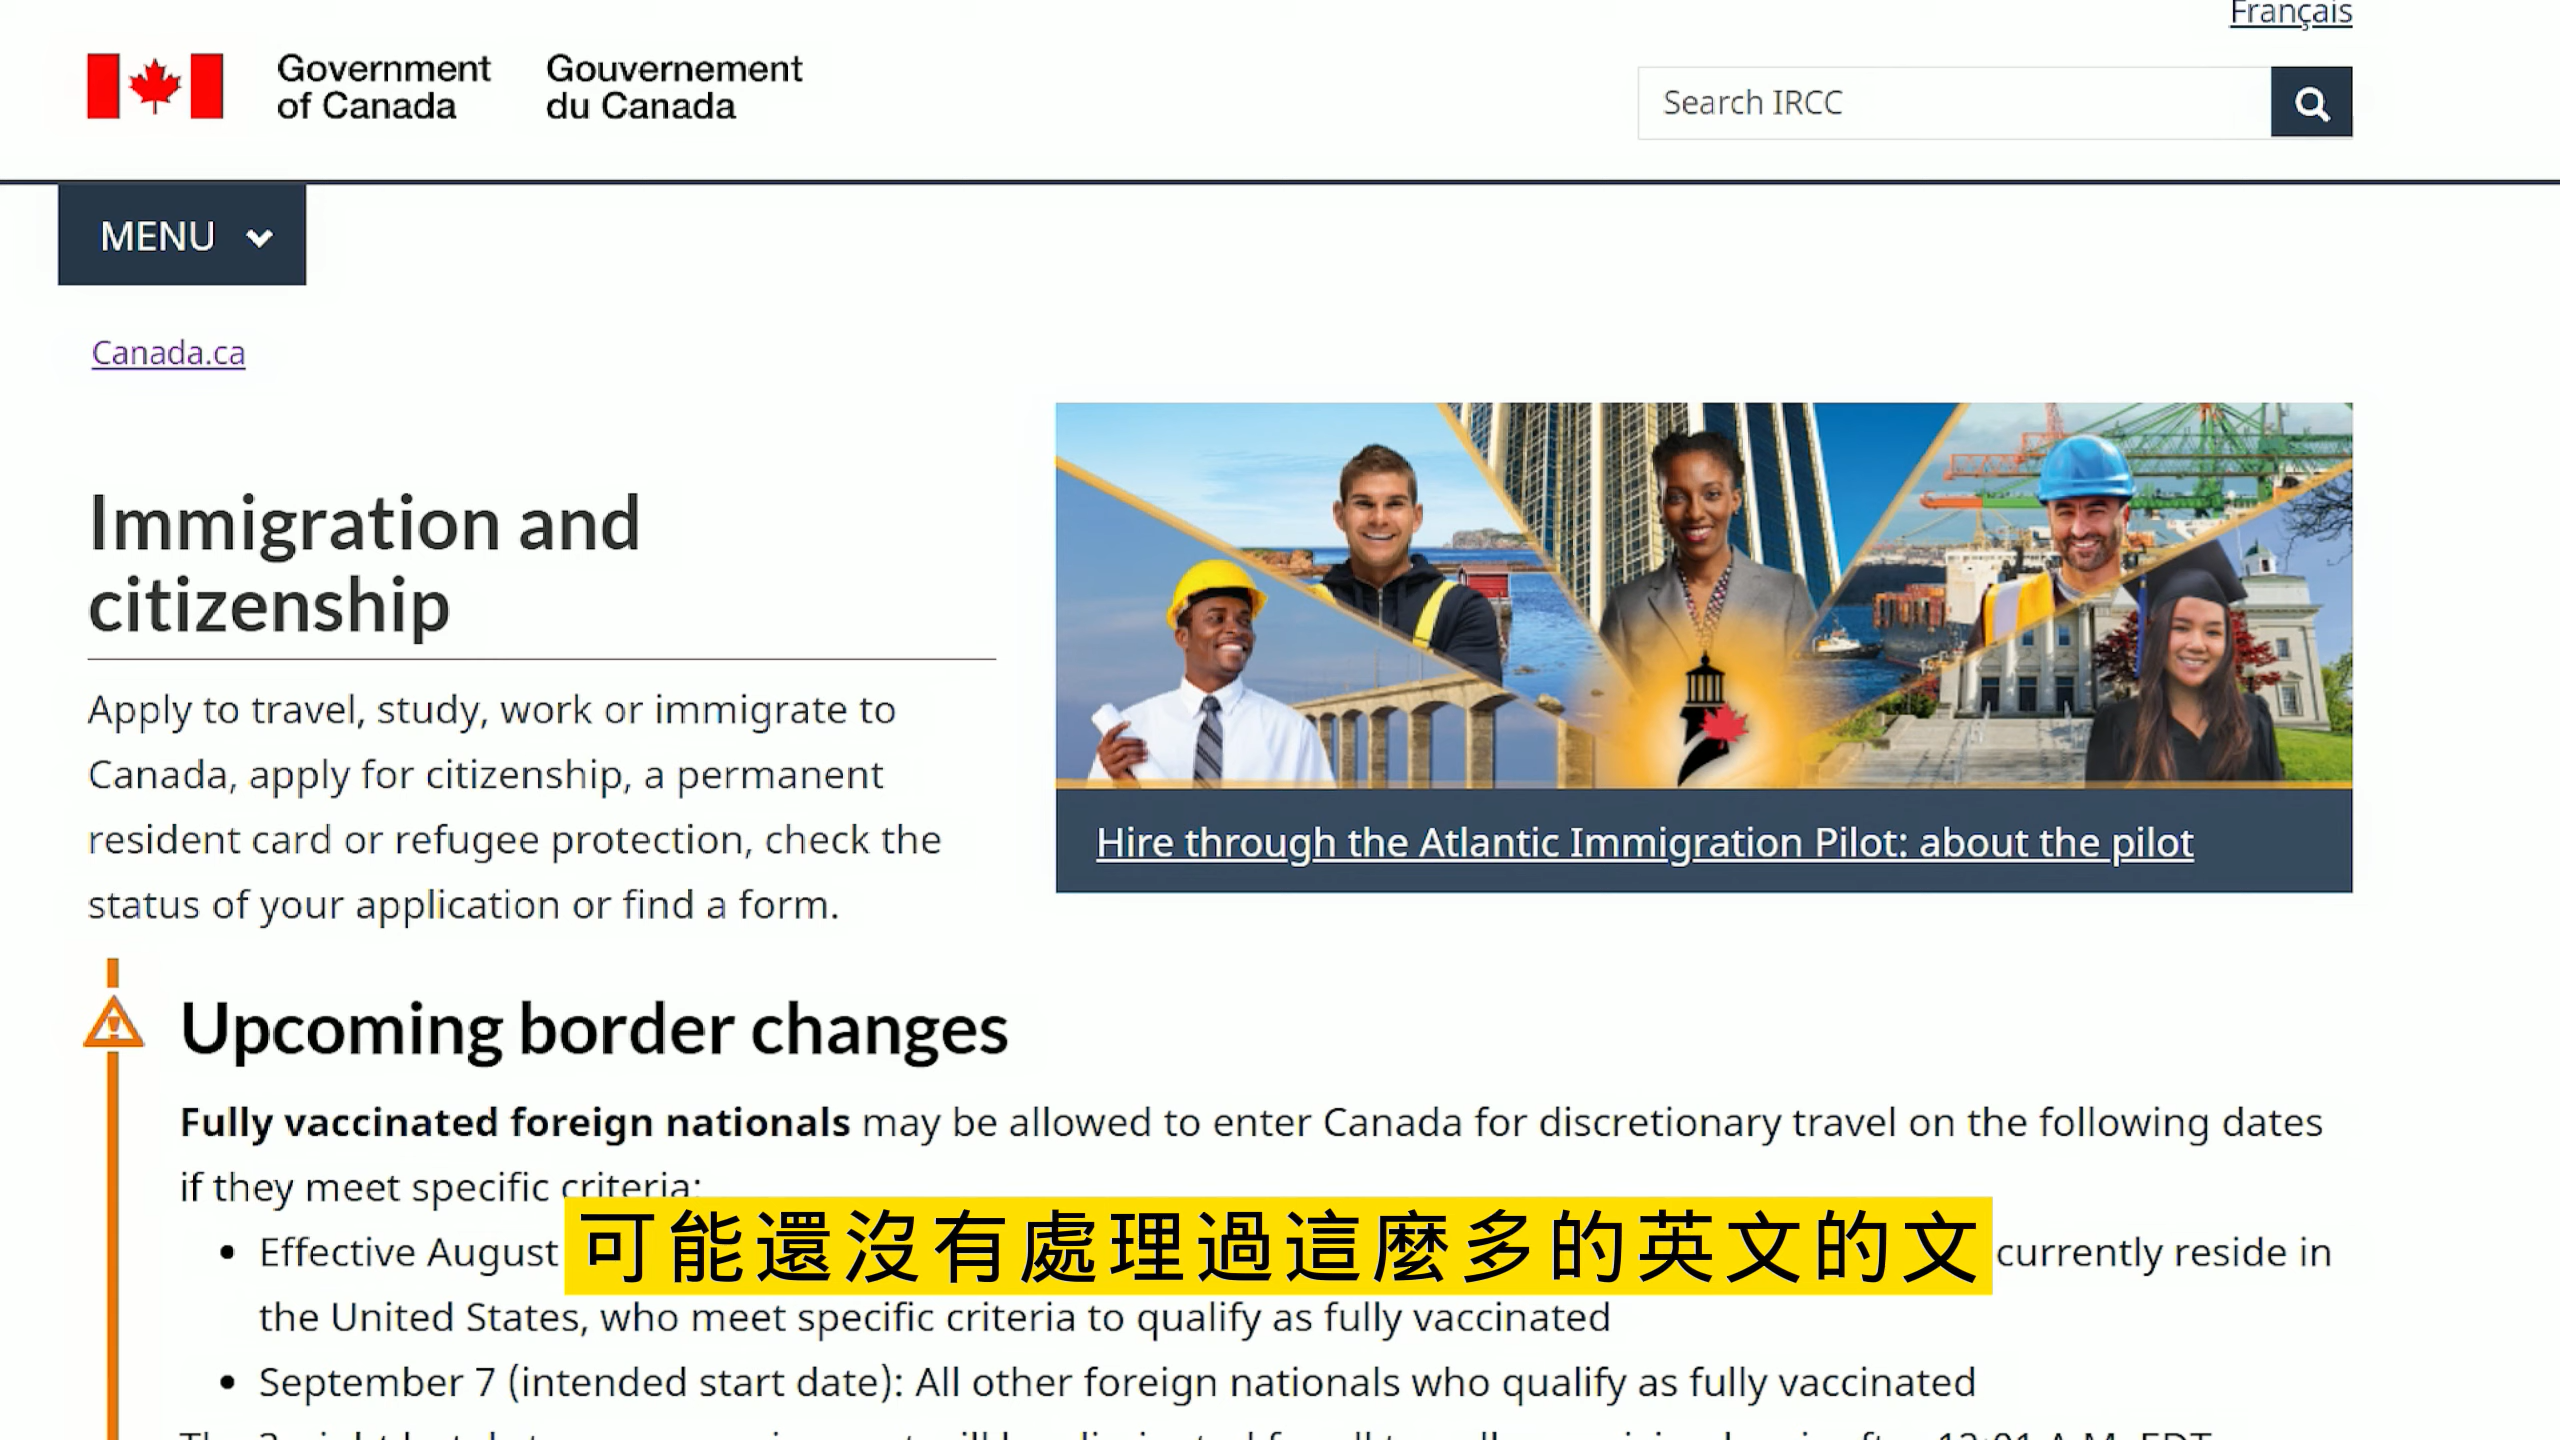 Français
Government
of Canada
Gouvernement
du Canada
Search IRCC
MENU
Canada.ca
Immigration and
citizenship
Apply to travel, study, work or immigrate to
Canada, apply for citizenship, a permanent
resident card or refugee protection, check the
status of your application or find a form.
Hire through the Atlantic Immigration Pilot: about the pilot
Upcoming border changes
Fully vaccinated foreign nationals may be allowed to enter Canada for discretionary travel on the following dates
if they meet specific criteria:
• Effective August
可能還沒有處理過這麼多的英文的文
currently reside in
the United States, who meet specific criteria to qualify as fully vaccinated
• September 7 (intended start date): All other foreign nationals who qualify as fully vaccinated